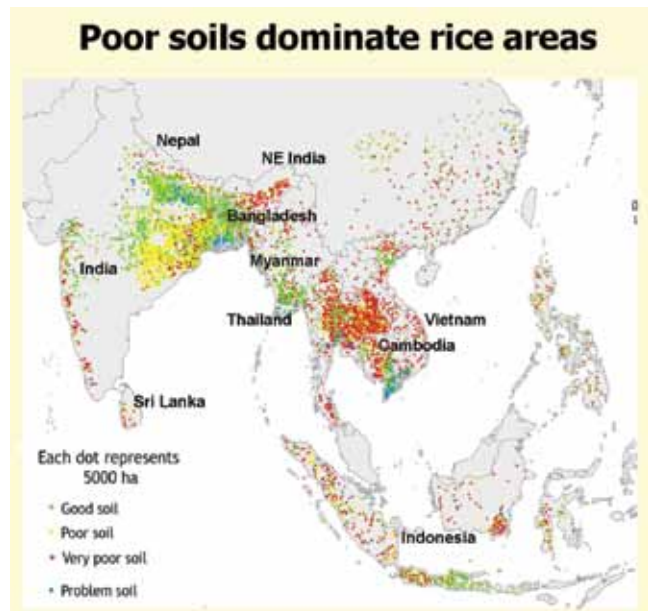 Poor soils dominate rice areas
Nepal
NE India
Bangladesh
India
Myanmar
Thailand
Vietnam
Cambodia
Sri Lanka
Each dot represents
5000 ha
Good soil
Poor soil
Very poor soil
Problem soil
Indonesia